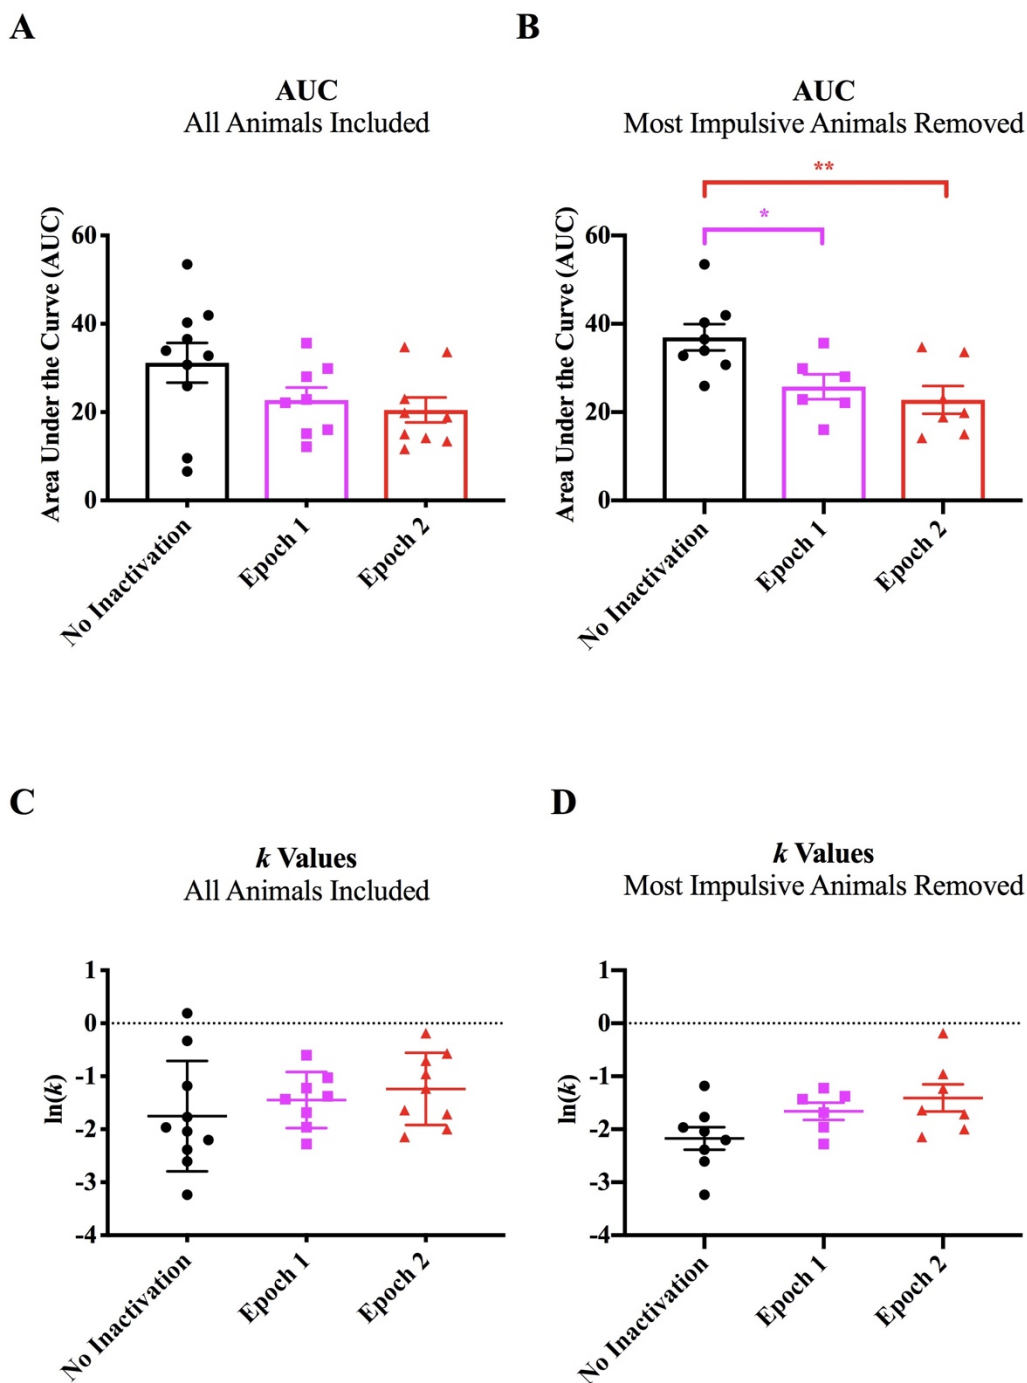 A
AUC
All Animals Included
Area Under the Curve (AUC)
60
40
20
0
No Inactivation
Epoch 1
Epoch 2
B
AUC
Most Impulsive Animals Removed
**
*
Area Under the Curve (AUC)
60
40
20
0
No Inactivation
Epoch 1
Epoch 2
C
k Values
All Animals Included
ln(k)
1
0
-1
-2
-3
-4
No Inactivation
Epoch 1
Epoch 2
D
k Values
Most Impulsive Animals Removed
ln(k)
1
0
-1
-2
-3
-4
No Inactivation
Epoch 1
Epoch 2